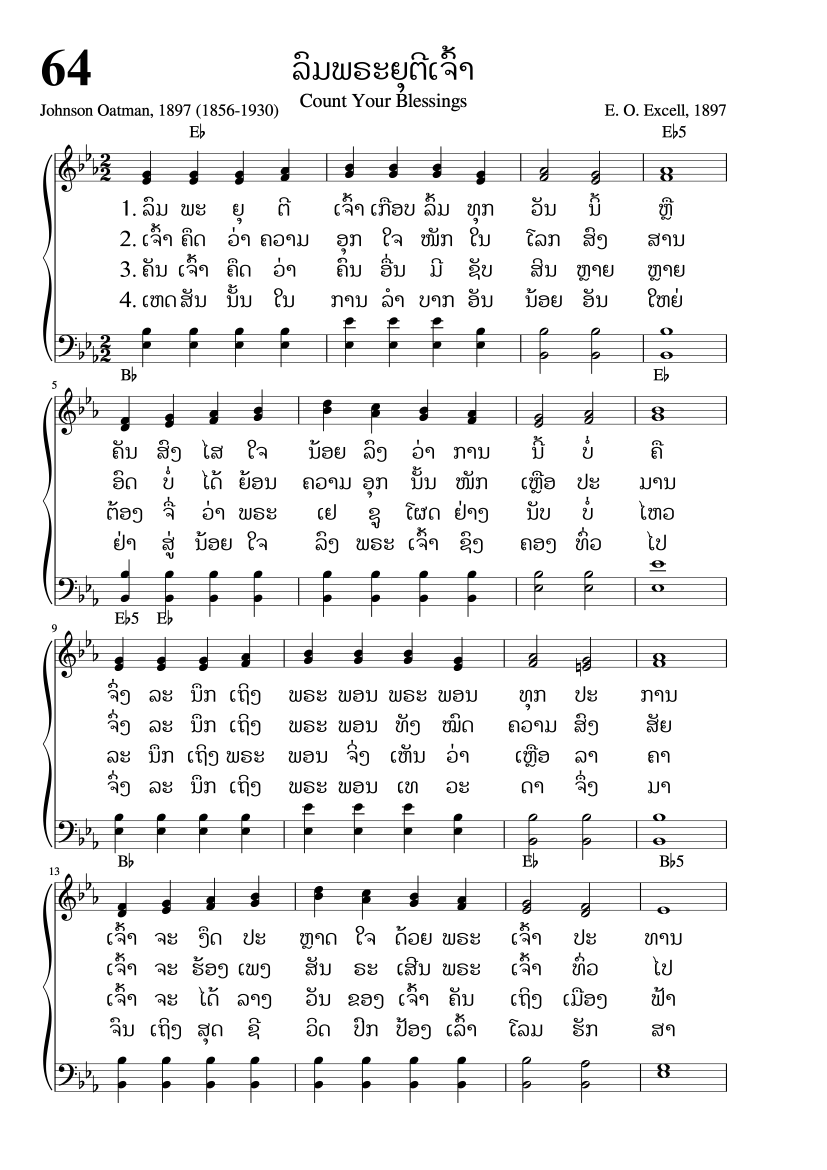 64
ລົມພຣະຍຸຕີເຈົ້າ
Count Your Blessings
Johnson Oatman, 1897 (1856-1930)
E. O. Excell, 1897
E♭ E♭5
1. ລົມ ພະ ຍຸ ຕີ ເຈົ້າ ເກືອບ ລົ້ມ ທຸກ ວັນ ນີ້ ຫຼື
2. ເຈົ້າ ຄຶດ ວ່າ ຄວາມ ອຸກ ໃຈ ໜັກ ໃນ ໂລກ ສົງ ສານ
3. ຄັນ ເຈົ້າ ຄຶດ ວ່າ ຄົນ ອື່ນ ມີ ຊັບ ສິນ ຫຼາຍ ຫຼາຍ
4. ເຫດ ສັນ ນັ້ນ ໃນ ການ ລຳ ບາກ ອັນ ນ້ອຍ ອັນ ໃຫຍ່
B♭ E♭
5
ຄັນ ສົງ ໄສ ໃຈ ນ້ອຍ ລົງ ວ່າ ການ ນີ້ ບໍ່ ຄື
ອົດ ບໍ່ ໄດ້ ຍ້ອນ ຄວາມ ອຸກ ນັ້ນ ໜັກ ເຫຼືອ ປະ ມານ
ຕ້ອງ ຈື່ ວ່າ ພຣະ ເຢ ຊູ ໂຜດ ຢ່າງ ນັບ ບໍ່ ໄຫວ
ຢ່າ ສູ່ ນ້ອຍ ໃຈ ລົງ ພຣະ ເຈົ້າ ຊົງ ຄອງ ທົ່ວ ໄປ
E♭5 E♭
9
ຈົ່ງ ລະ ນຶກ ເຖິງ ພຣະ ພອນ ພຣະ ພອນ ທຸກ ປະ ການ
ຈົ່ງ ລະ ນຶກ ເຖິງ ພຣະ ພອນ ທັງ ໝົດ ຄວາມ ສົງ ສັຍ
ລະ ນຶກ ເຖິງ ພຣະ ພອນ ຈິ່ງ ເຫັນ ວ່າ ເຫຼືອ ລາ ຄາ
ຈົ່ງ ລະ ນຶກ ເຖິງ ພຣະ ພອນ ເທ ວະ ດາ ຈຶ່ງ ມາ
B♭ E♭ B♭5
13
ເຈົ້າ ຈະ ງຶດ ປະ ຫຼາດ ໃຈ ດ້ວຍ ພຣະ ເຈົ້າ ປະ ທານ
ເຈົ້າ ຈະ ຮ້ອງ ເພງ ສັນ ຣະ ເສີນ ພຣະ ເຈົ້າ ທົ່ວ ໄປ
ເຈົ້າ ຈະ ໄດ້ ລາງ ວັນ ຂອງ ເຈົ້າ ຄັນ ເຖິງ ເມືອງ ຟ້າ
ຈົນ ເຖິງ ສຸດ ຊີ ວິດ ປົກ ປ້ອງ ເລົ້າ ໂລມ ຮັກ ສາ